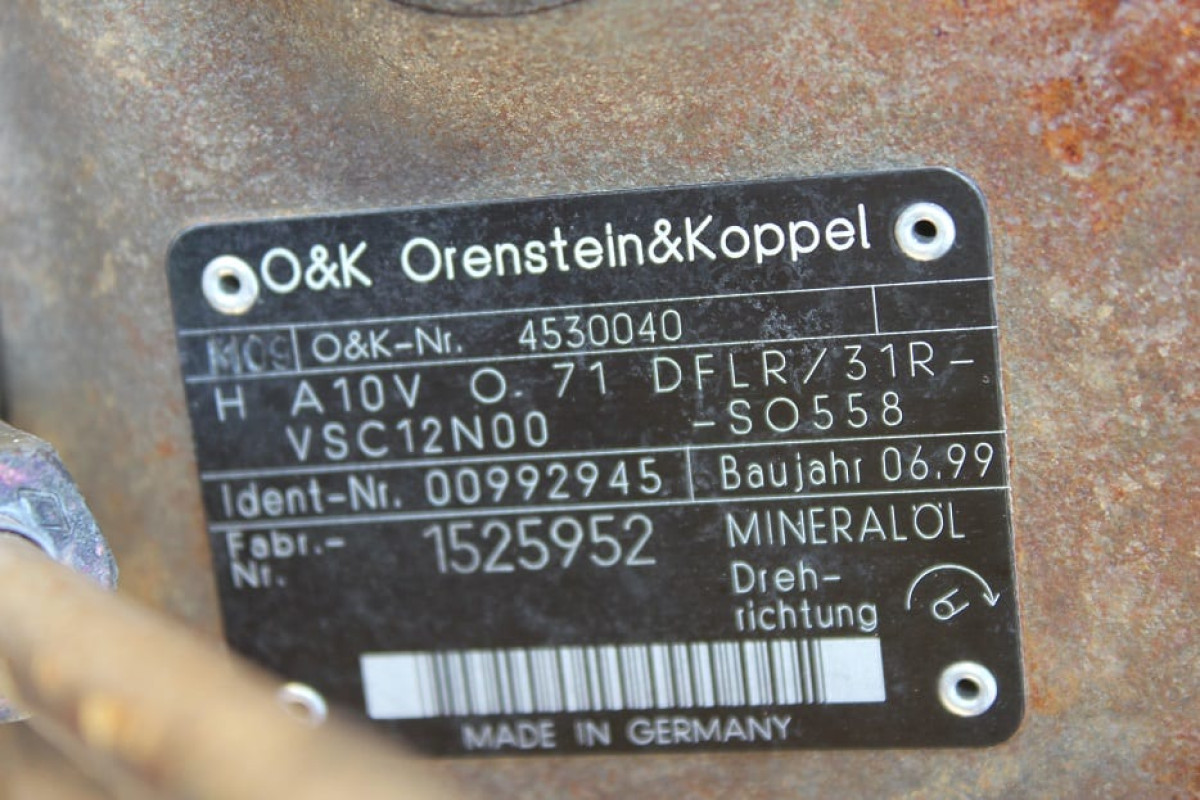 O&K Orenstein&Koppel
M09 O&K-Nr. 4530040
H A10V O. 71 DFLR/31R-
VSC12N00 -SO558
Ident-Nr. 00992945 Baujahr 06.99
Fabr.-
Nr. 1525952 MINERALÖL
Dreh-
richtung
MADE IN GERMANY